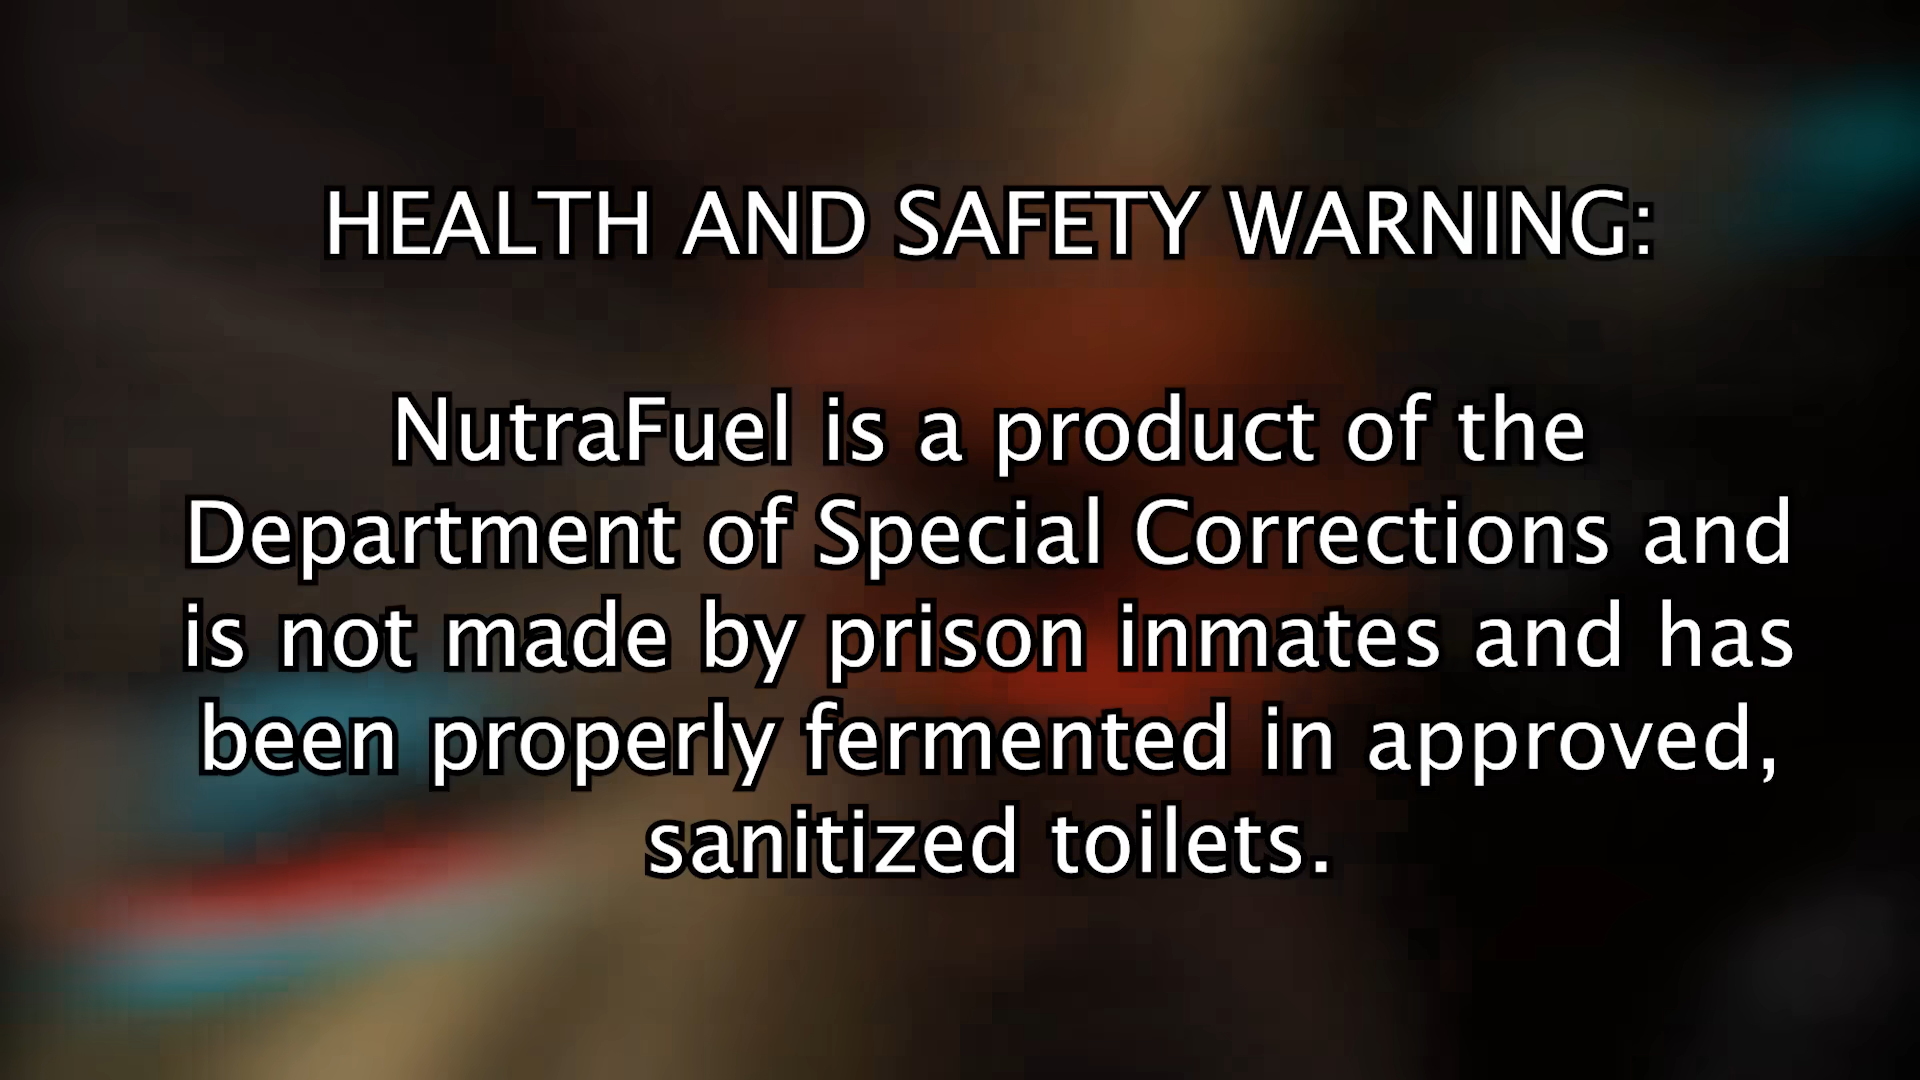 HEALTH AND SAFETY WARNING:
NutraFuel is a product of the
Department of Special Corrections and
is not made by prison inmates and has
been properly fermented in approved,
sanitized toilets.